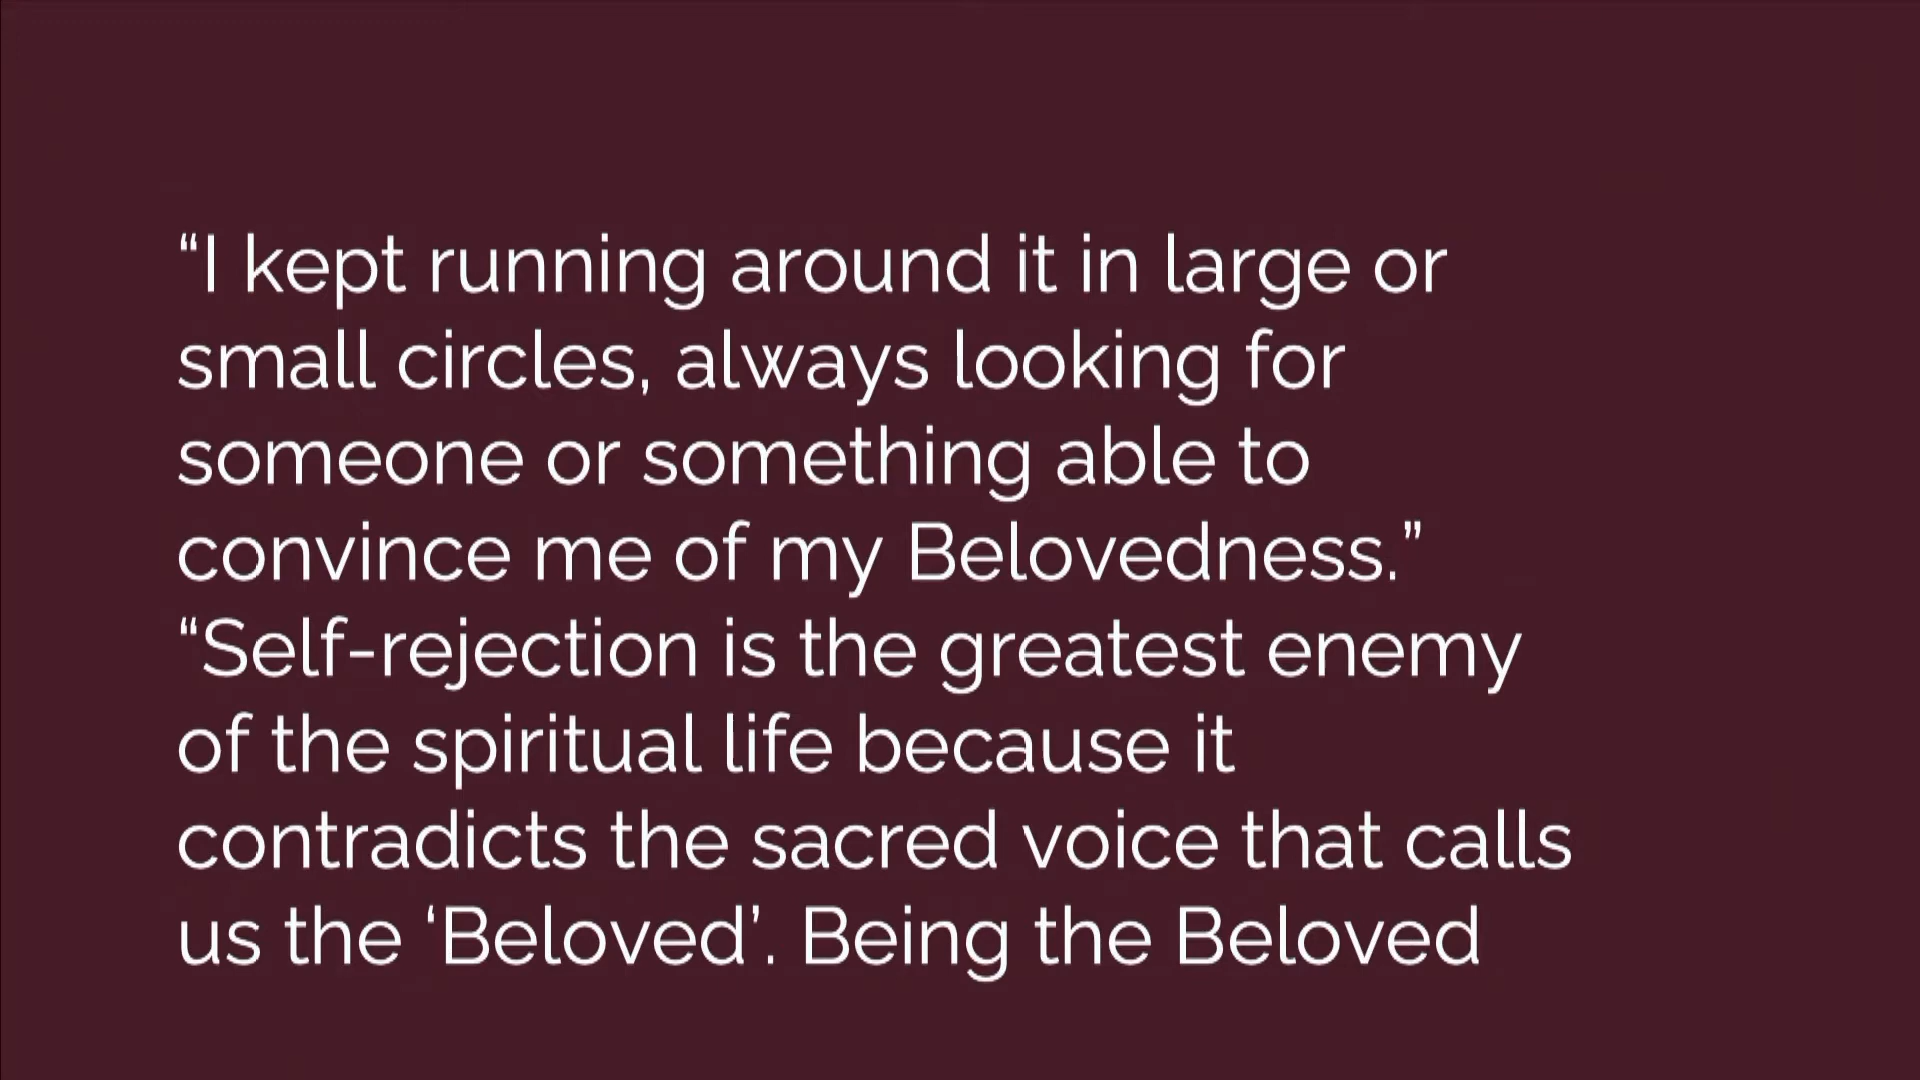 “I kept running around it in large or
small circles, always looking for
someone or something able to
convince me of my Belovedness.”
“Self-rejection is the greatest enemy
of the spiritual life because it
contradicts the sacred voice that calls
us the ‘Beloved’. Being the Beloved